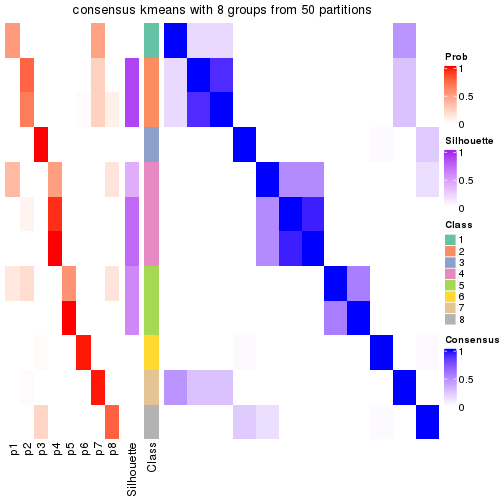 consensus kmeans with 8 groups from 50 partitions
Prob
1
0.5
0
Silhouette
1
0.5
0
Class
1
2
3
4
5
6
7
8
Consensus
1
0.5
0
p1
p2
p3
p4
p5
p6
p7
p8
Silhouette
Class